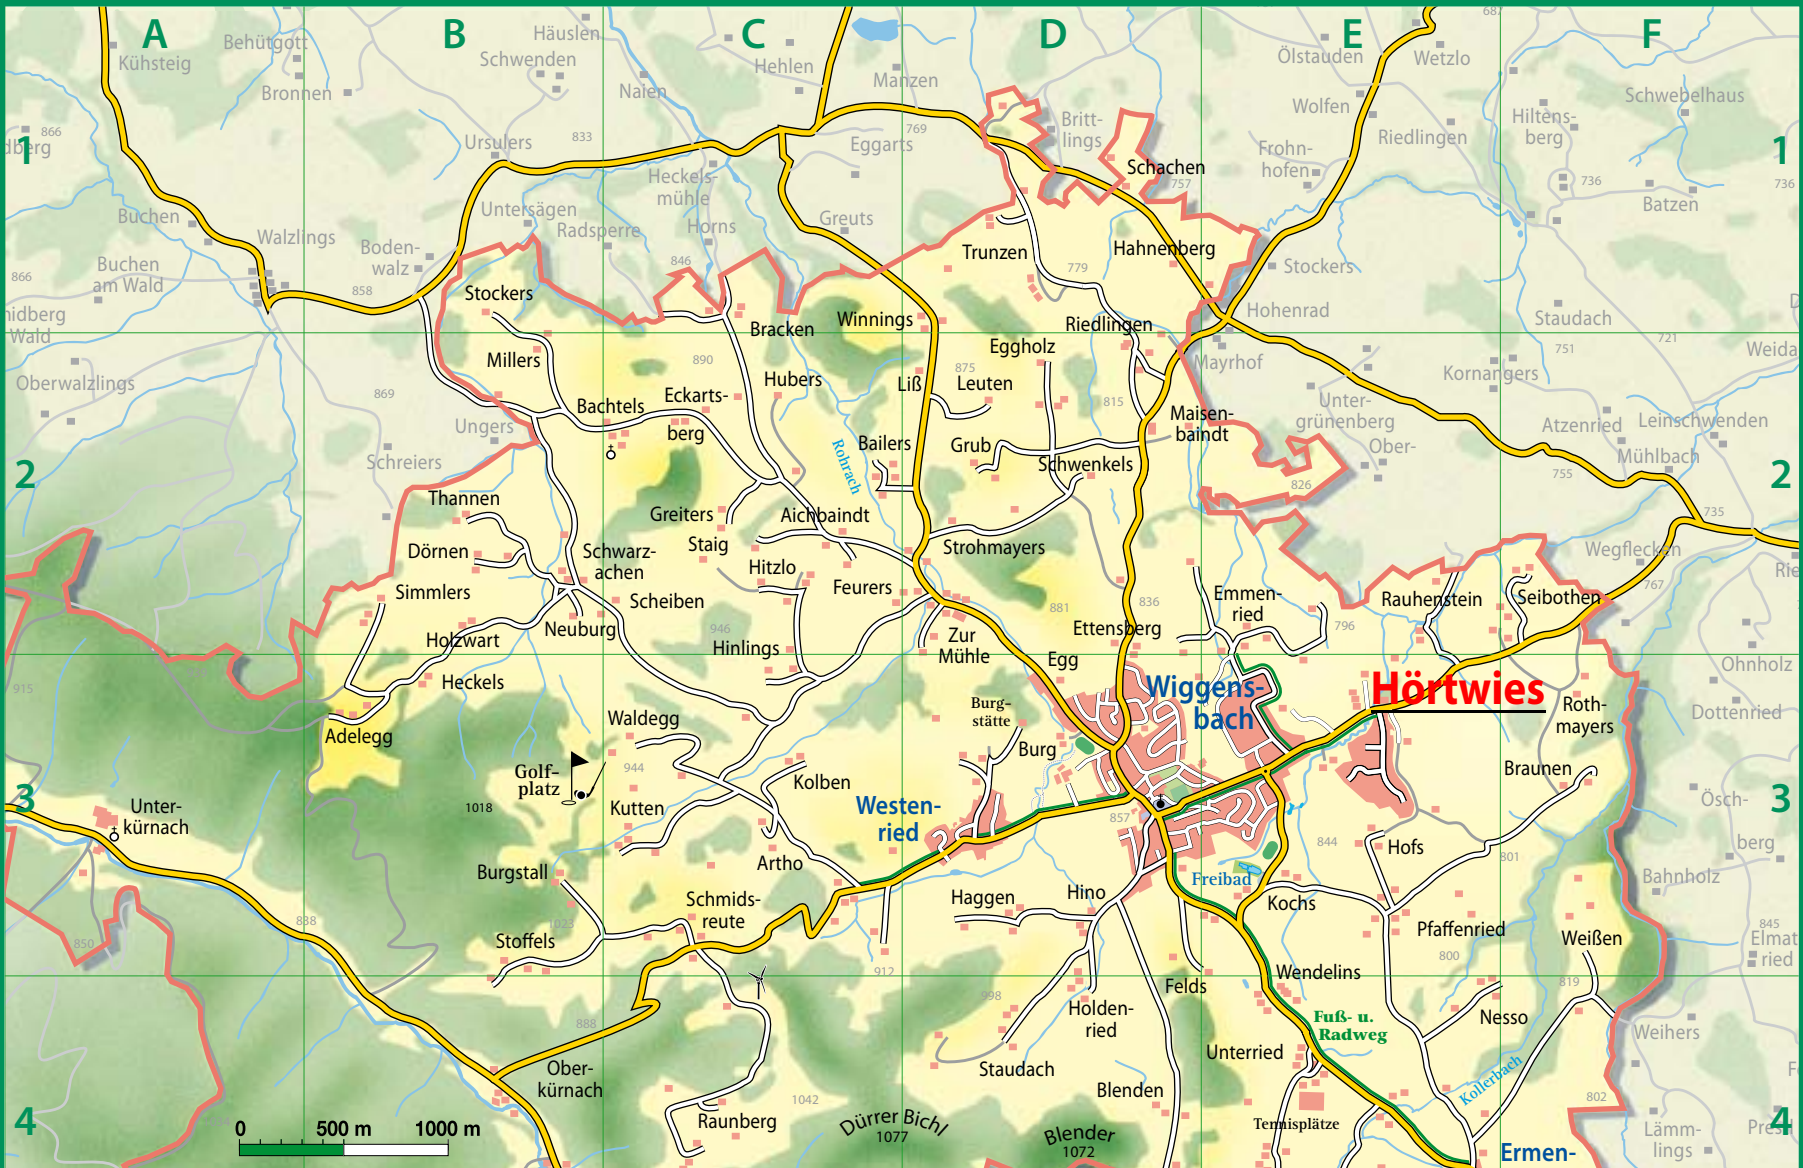 A
B
C
D
E
F
Kühsteig
Behütgott
Bronnen
Häuslen
Schwenden
Naien
Hehlen
Manzen
Ölstauden
Wetzlo
687
Schwebelhaus
Wolfen
Riedlingen
Hiltens-
berg
Britt-
lings
866
dberg
1
Ursulers
833
769
Eggarts
Frohn-
hofen
1
Schachen
757
736
736
Heckels-
mühle
Buchen
Untersägen
Radsperre
Horns
Greuts
Batzen
Walzlings
Boden-
walz
Trunzen
Hahnenberg
846
779
Stockers
866
Buchen
am Wald
858
Stockers
Hohenrad
Staudach
nidberg
Wald
Bracken
Winnings
Riedlingen
721
751
Weida
Millers
890
Eggholz
Mayrhof
Oberwalzlings
869
Hubers
Liß
875
Leuten
Kornangers
Eckarts-
berg
Bachtels
815
Maisen-
baindt
Unter-
grünenberg
Ober-
Atzenried
Leinschwenden
Ungers
Rohrach
Bailers
Grub
Schwenkels
Mühlbach
2
Schreiers
755
826
2
Thannen
Greiters
Aichbaindt
735
Dörnen
Schwarz-
achen
Staig
Strohmayers
Wegflecken
Hitzlo
Feurers
767
Rie
Simmlers
Scheiben
881
836
Emmen-
ried
Rauhenstein
Seibothen
Holzwart
Neuburg
946
Hinlings
Zur
Mühle
Ettensberg
796
Egg
Ohnholz
915
Heckels
Wiggens-
bach
Hörtwies
Burg-
stätte
Roth-
mayers
Dottenried
Waldegg
Adelegg
Burg
Golf-
platz
944
Kolben
Braunen
3
1018
Kutten
Westen-
ried
Ösch-
berg
3
Unter-
kürnach
857
844
Hofs
801
Burgstall
Artho
Freibad
Bahnholz
Schmids-
reute
Haggen
Hino
Kochs
838
1023
Pfaffenried
845
850
Stoffels
Weißen
Elmat
ried
912
800
Wendelins
819
Felds
998
Holden-
ried
Fuß- u.
Radweg
Nesso
888
Weihers
Unterried
Ober-
kürnach
Staudach
Blenden
Kollerbach
1042
802
4
0
500 m
1000 m
Raunberg
Dürrer Bichl
1077
Blender
1072
Tennisplätze
Lämm-
lings
Pres
4
Ermen-